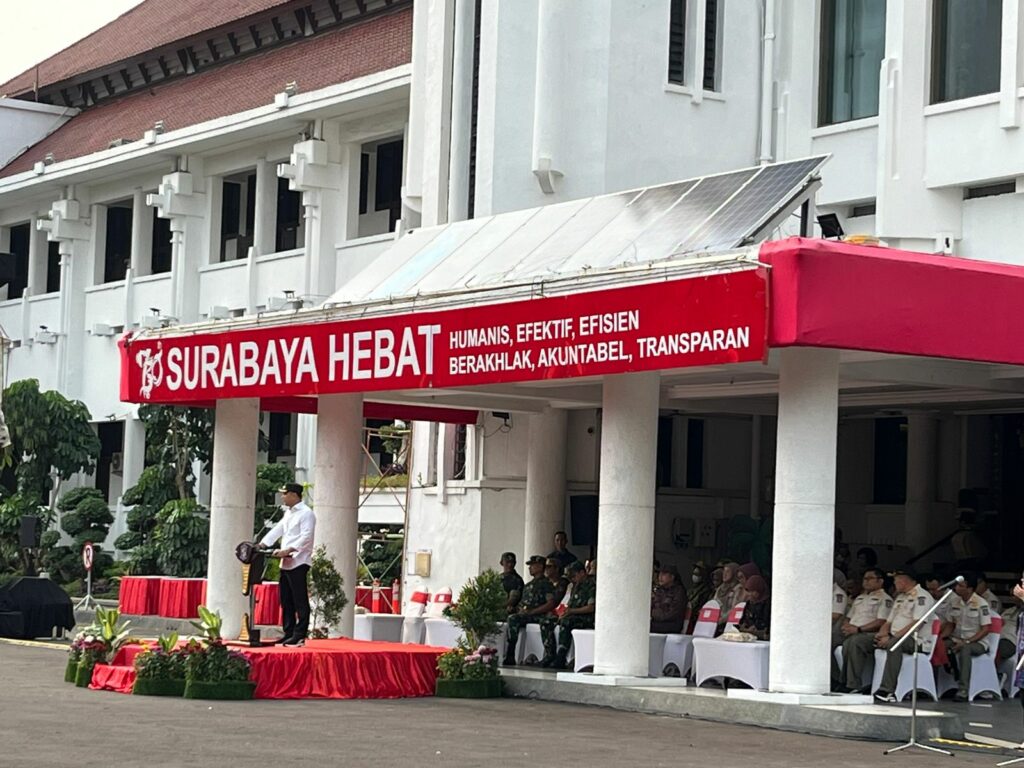 SURABAYA HEBAT
HUMANIS, EFEKTIF, EFISIEN
BERAKHLAK, AKUNTABEL, TRANSPARAN